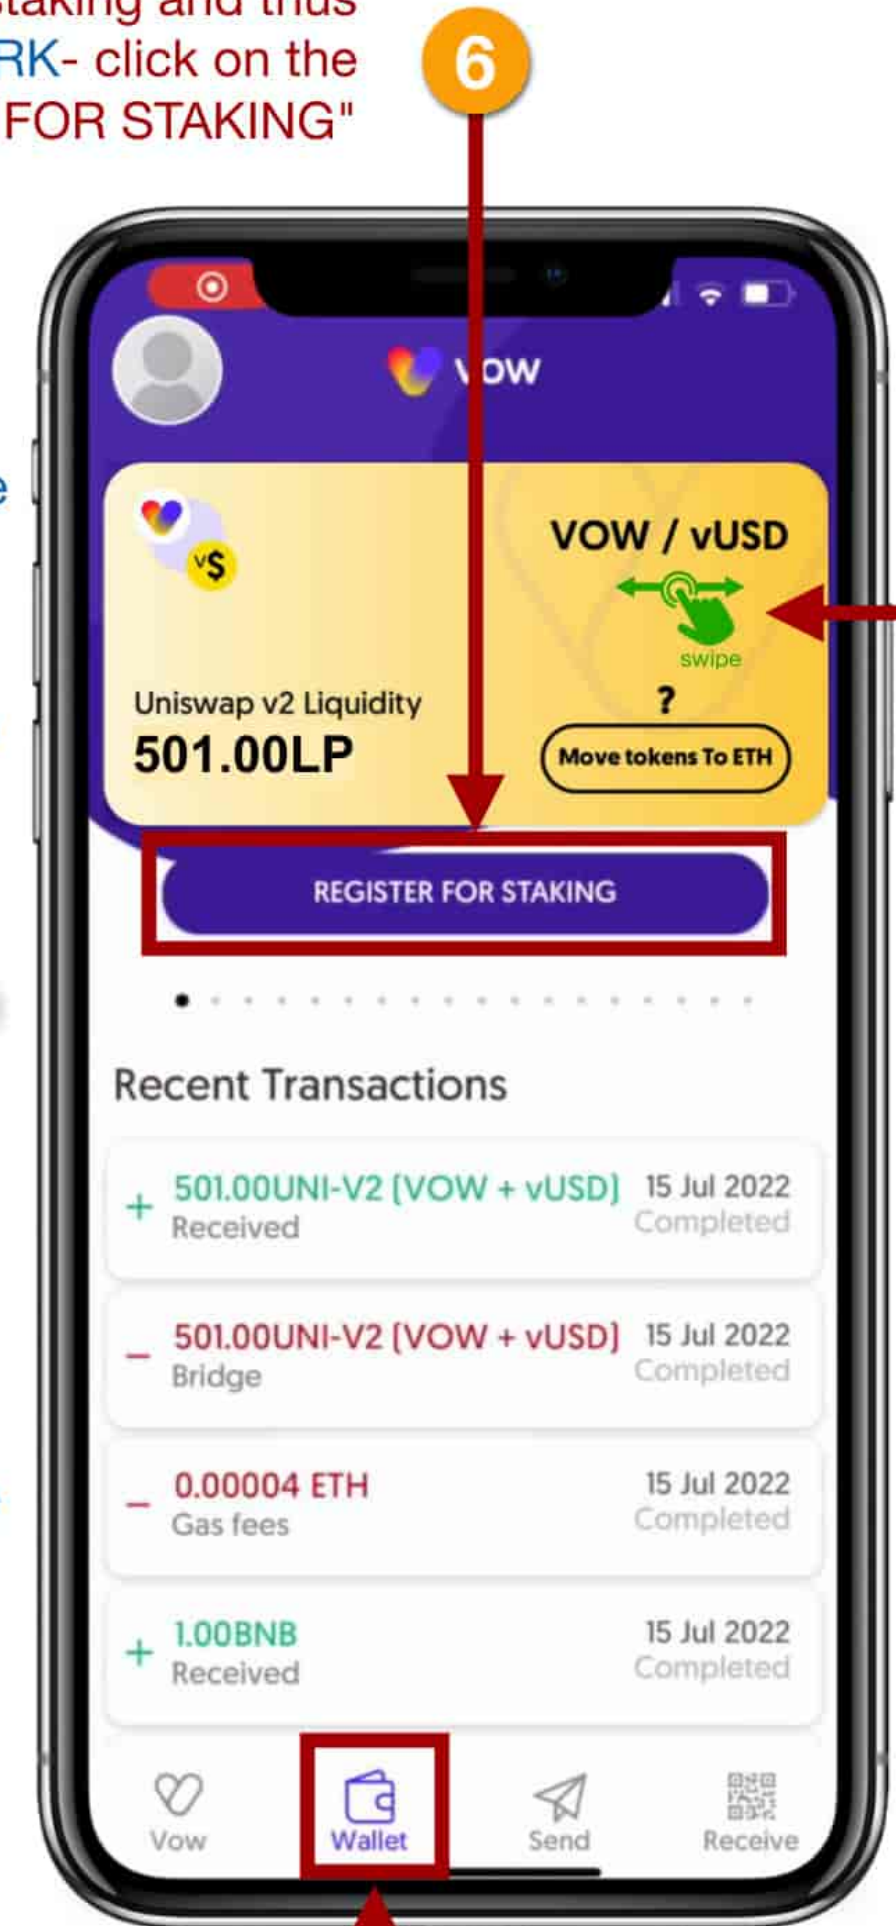 staking and thus
RK- click on the
FOR STAKING"
6
vow
VOW / vUSD
v$
swipe
Uniswap v2 Liquidity
?
501.00LP
Move tokens To ETH
REGISTER FOR STAKING
Recent Transactions
+ 501.00UNI-V2 (VOW + vUSD) 15 Jul 2022
Received Completed
– 501.00UNI-V2 (VOW + vUSD) 15 Jul 2022
Bridge Completed
– 0.00004 ETH 15 Jul 2022
Gas fees Completed
+ 1.00BNB 15 Jul 2022
Received Completed
Vow Wallet Send Receive